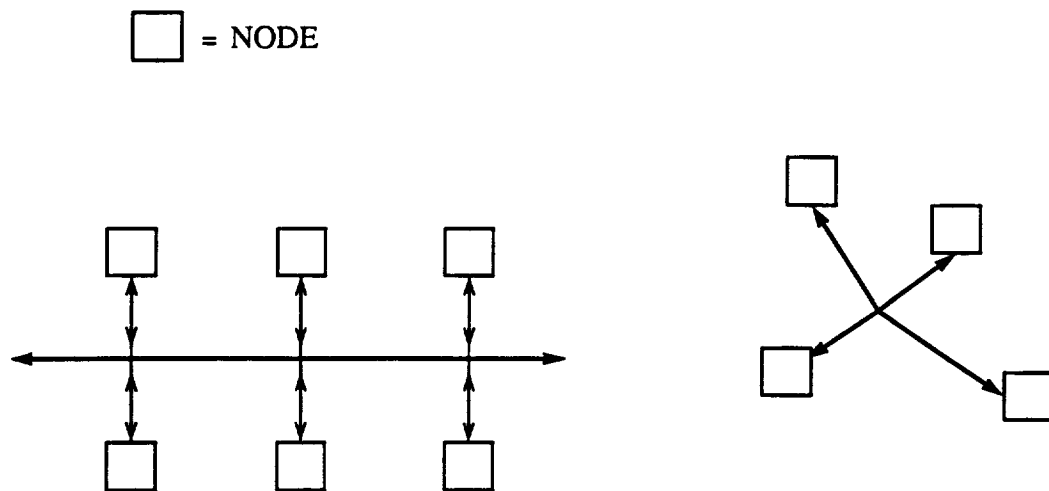 = NODE